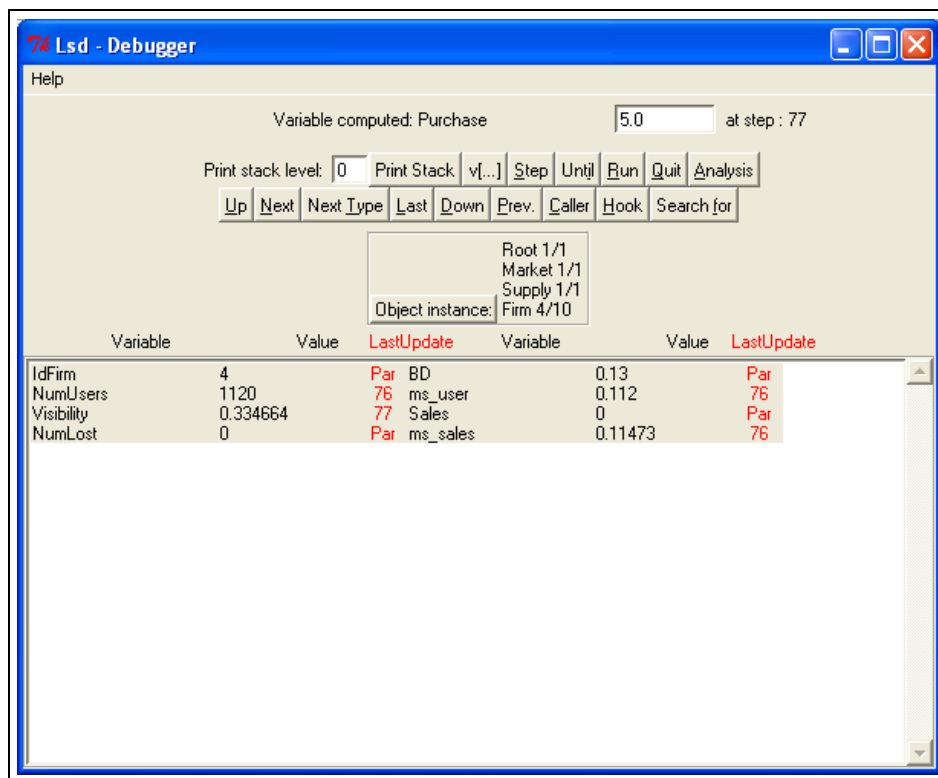 7% Lsd - Debugger
Help
Variable computed: Purchase 5.0 at step : 77
Print stack level: 0 Print Stack v[...] Step Until Run Quit Analysis
Up Next Next Type Last Down Prev. Caller Hook Search for
Root 1/1
Market 1/1
Supply 1/1
Object instance: Firm 4/10
Variable Value LastUpdate Variable Value LastUpdate
IdFirm 4 Par BD 0.13 Par
NumUsers 1120 76 ms_user 0.112 76
Visibility 0.334664 77 Sales 0 Par
NumLost 0 Par ms_sales 0.11473 76